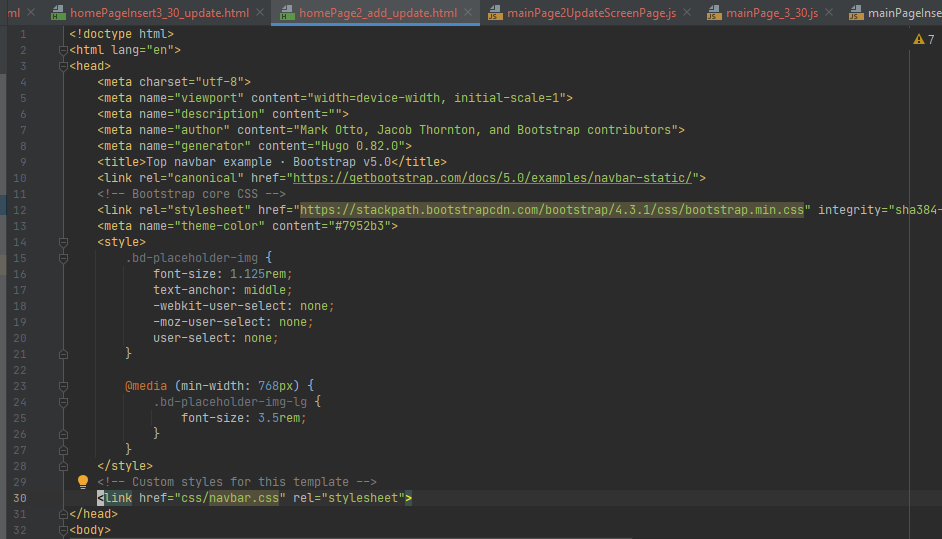 ml homePageInsert3_30_update.html homePage2_add_update.html mainPage2UpdateScreenPage.js mainPage_3_30.js mainPageInse
7
1 <!doctype html>
2 <html lang="en">
3 <head>
4 <meta charset="utf-8">
5 <meta name="viewport" content="width=device-width, initial-scale=1">
6 <meta name="description" content="">
7 <meta name="author" content="Mark Otto, Jacob Thornton, and Bootstrap contributors">
8 <meta name="generator" content="Hugo 0.82.0">
9 <title>Top navbar example · Bootstrap v5.0</title>
10 <link rel="canonical" href="https://getbootstrap.com/docs/5.0/examples/navbar-static/">
11 <!-- Bootstrap core CSS -->
12 <link rel="stylesheet" href="https://stackpath.bootstrapcdn.com/bootstrap/4.3.1/css/bootstrap.min.css" integrity="sha384-
13 <meta name="theme-color" content="#7952b3">
14 <style>
15 .bd-placeholder-img {
16 font-size: 1.125rem;
17 text-anchor: middle;
18 -webkit-user-select: none;
19 -moz-user-select: none;
20 user-select: none;
21 }
22
23 @media (min-width: 768px) {
24 .bd-placeholder-img-lg {
25 font-size: 3.5rem;
26 }
27 }
28 </style>
29 <!-- Custom styles for this template -->
30 <link href="css/navbar.css" rel="stylesheet">
31 </head>
32 <body>